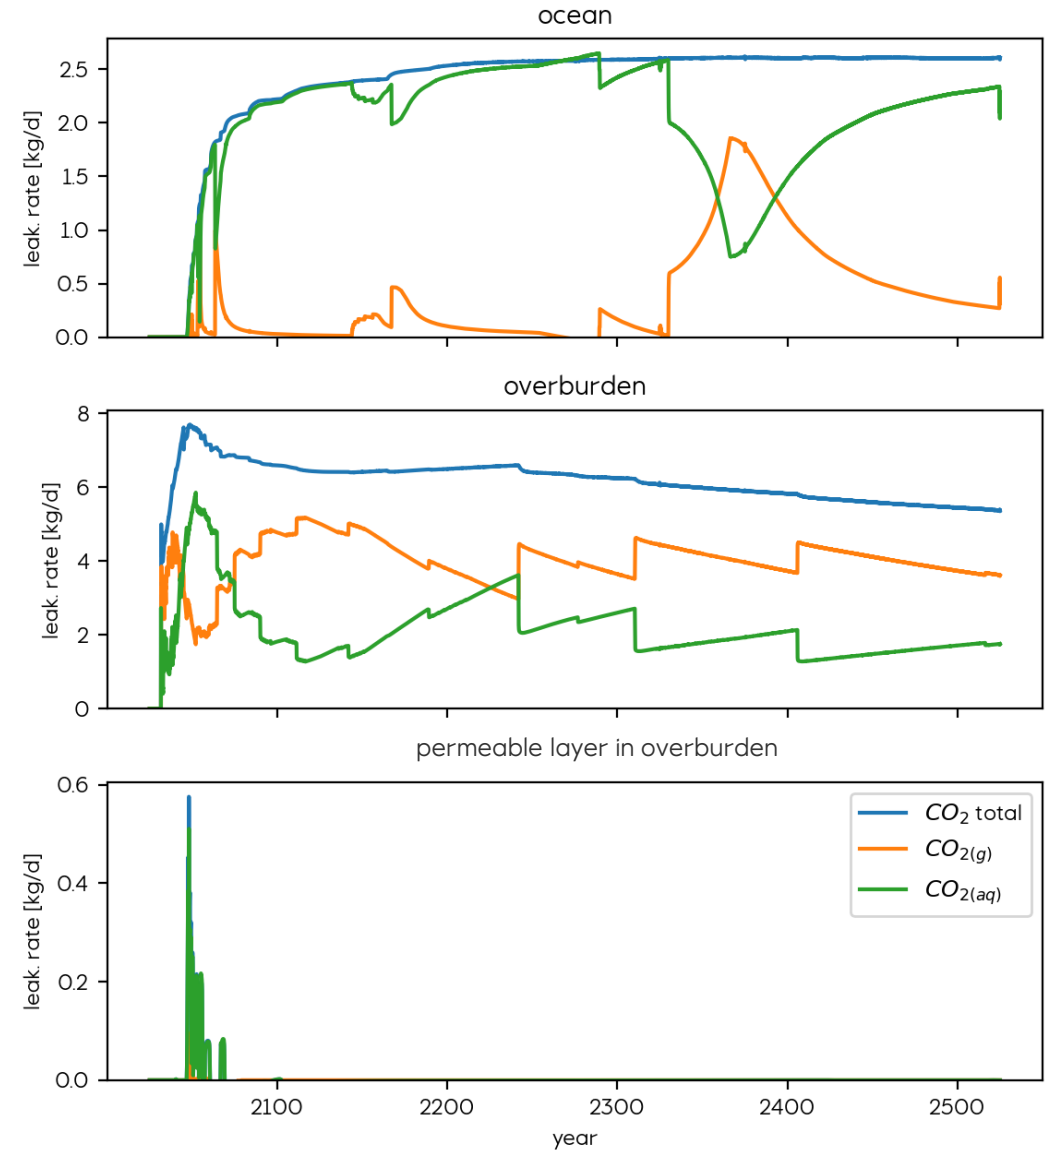 ocean
leak. rate [kg/d]
2.5
2.0
1.5
1.0
0.5
0.0
overburden
leak. rate [kg/d]
8
6
4
2
0
permeable layer in overburden
leak. rate [kg/d]
0.6
0.4
0.2
0.0
CO₂ total
CO₂₍g₎
CO₂₍aq₎
2100 2200 2300 2400 2500
year